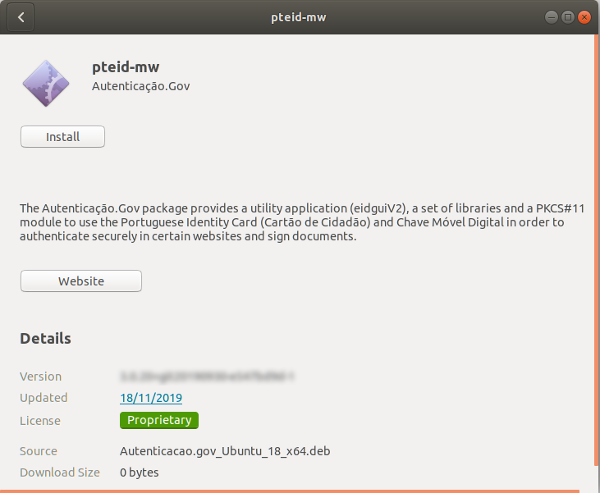 pteid-mw
pteid-mw
Autenticação.Gov
Install
The Autenticação.Gov package provides a utility application (eidguiV2), a set of libraries and a PKCS#11
module to use the Portuguese Identity Card (Cartão de Cidadão) and Chave Móvel Digital in order to
authenticate securely in certain websites and sign documents.
Website
Details
Version
Updated 18/11/2019
License Proprietary
Source Autenticacao.gov_Ubuntu_18_x64.deb
Download Size 0 bytes